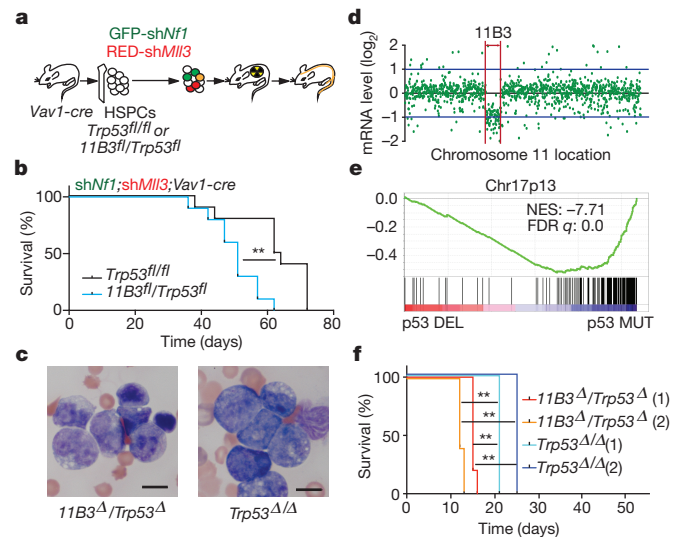 a
GFP-shNf1
RED-shMll3
Vav1-cre
HSPCs
Trp53fl/fl or
11B3fl/Trp53fl
b
shNf1;shMll3;Vav1-cre
Survival (%)
100
50
0
**
Trp53fl/fl
11B3fl/Trp53fl
0 20 40 60 80
Time (days)
c
11B3Δ/Trp53Δ
TrpΔ53Δ/Δ
d
11B3
mRNA level (log2)
2
1
0
−1
−2
Chromosome 11 location
e
Chr17p13
NES: −7.71
FDR q: 0.0
0.0
−0.2
−0.4
p53 DEL
p53 MUT
f
Survival (%)
100
50
0
**
**
**
**
11B3Δ/Trp53Δ (1)
11B3Δ/Trp53Δ (2)
Trp53Δ/Δ(1)
Trp53Δ/Δ(2)
0 10 20 30 40 50
Time (days)